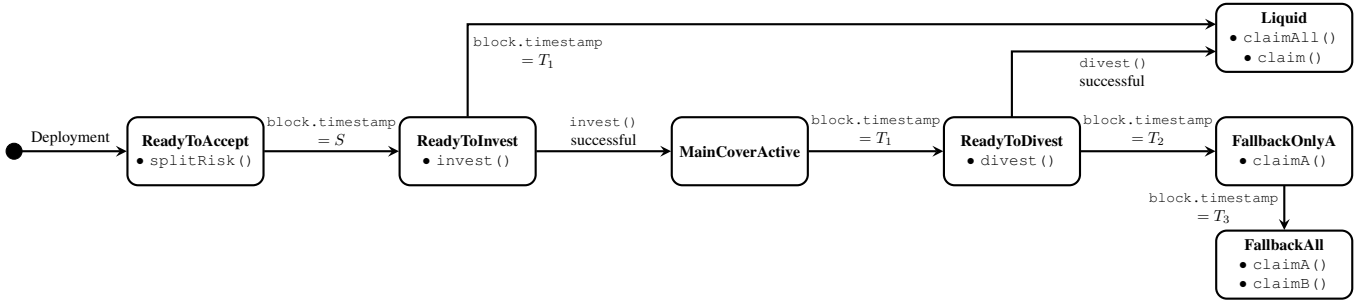 Liquid
• claimAll()
• claim()
block.timestamp
= T₁
divest()
successful
Deployment
ReadyToAccept
• splitRisk()
block.timestamp
= S
ReadyToInvest
• invest()
invest()
successful
MainCoverActive
block.timestamp
= T₁
ReadyToDivest
• divest()
block.timestamp
= T₂
FallbackOnlyA
• claimA()
block.timestamp
= T₃
FallbackAll
• claimA()
• claimB()